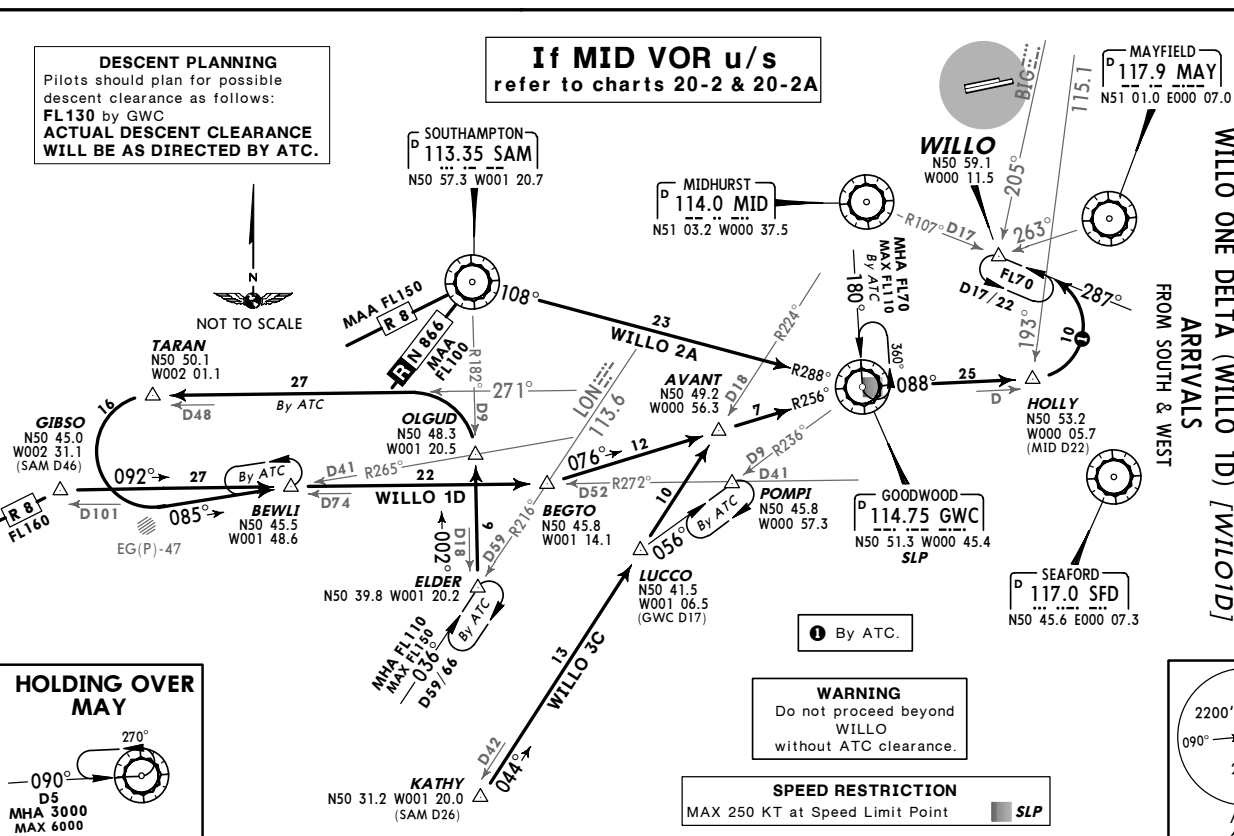 DESCENT PLANNING
Pilots should plan for possible
descent clearance as follows:
FL130 by GWC
ACTUAL DESCENT CLEARANCE
WILL BE AS DIRECTED BY ATC.
If MID VOR u/s
refer to charts 20-2 & 20-2A
SOUTHAMPTON
D 113.35 SAM
N50 57.3 W001 20.7
MIDHURST
D 114.0 MID
N51 03.2 W000 37.5
MAYFIELD
D 117.9 MAY
N51 01.0 E000 07.0
BIG
115.1
WILLO
N50 59.1
W000 11.5
205°
263°
R107° D17
FL70
D17/22
287°
193°
10
1
WILLO ONE DELTA (WILLO 1D) [WILO1D]
ARRIVALS
FROM SOUTH & WEST
N
NOT TO SCALE
MAA FL150
R 8
R N 866
MAA
FL100
108°
23
WILLO 2A
R288°
R182°
D9
271°
LON
113.6
R224°
D18
MHA FL70
MAX FL110
By ATC
180°
360°
088°
25
D
HOLLY
N50 53.2
W000 05.7
(MID D22)
TARAN
N50 50.1
W002 01.1
27
By ATC
D48
16
OLGUD
N50 48.3
W001 20.5
AVANT
N50 49.2
W000 56.3
7
R256°
GIBSO
N50 45.0
W002 31.1
(SAM D46)
R 8
FL160
092°
27
D101
By ATC
085°
EG(P)-47
BEWLI
N50 45.5
W001 48.6
D41
R265°
D74
22
WILLO 1D
076°
12
D52
R272°
D41
D9
R236°
BEGTO
N50 45.8
W001 14.1
POMPI
N50 45.8
W000 57.3
By ATC
GOODWOOD
D 114.75 GWC
N50 51.3 W000 45.4
SLP
SEAFORD
D 117.0 SFD
N50 45.6 E000 07.3
002°
D18
9
D59
R216°
ELDER
N50 39.8 W001 20.2
By ATC
MHA FL110
MAX FL150
036°
D59/66
10
056°
LUCCO
N50 41.5
W001 06.5
(GWC D17)
13
WILLO 3C
D42
044°
KATHY
N50 31.2 W001 20.0
(SAM D26)
1 By ATC.
WARNING
Do not proceed beyond
WILLO
without ATC clearance.
SPEED RESTRICTION
MAX 250 KT at Speed Limit Point SLP
HOLDING OVER
MAY
270°
090°
D5
MHA 3000
MAX 6000
2200'
090°